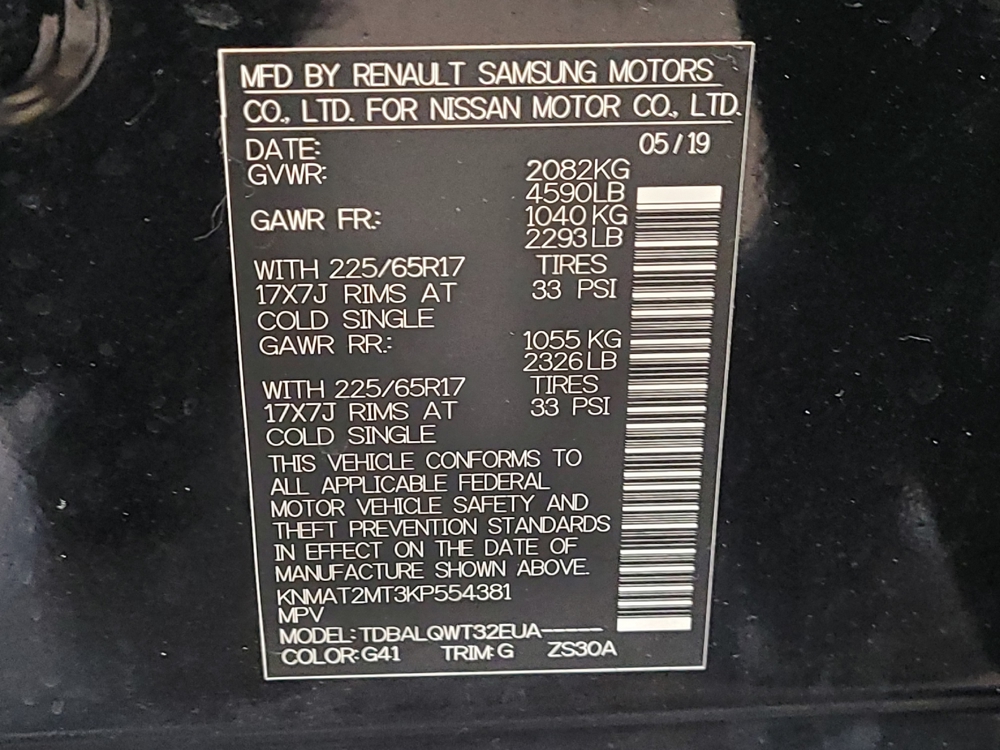 MFD BY RENAULT SAMSUNG MOTORS
CO., LTD. FOR NISSAN MOTOR CO., LTD.
DATE: 05/19
GVWR: 2082KG
4590LB
GAWR FR.: 1040 KG
2293LB
WITH 225/65R17 TIRES
17X7J RIMS AT 33 PSI
COLD SINGLE
GAWR RR.: 1055 KG
2326LB
WITH 225/65R17 TIRES
17X7J RIMS AT 33 PSI
COLD SINGLE
THIS VEHICLE CONFORMS TO
ALL APPLICABLE FEDERAL
MOTOR VEHICLE SAFETY AND
THEFT PREVENTION STANDARDS
IN EFFECT ON THE DATE OF
MANUFACTURE SHOWN ABOVE.
KNMAT2MT3KP554381
MPV
MODEL: TDBALQWT32EUA-----
COLOR: G41 TRIM: G ZS30A